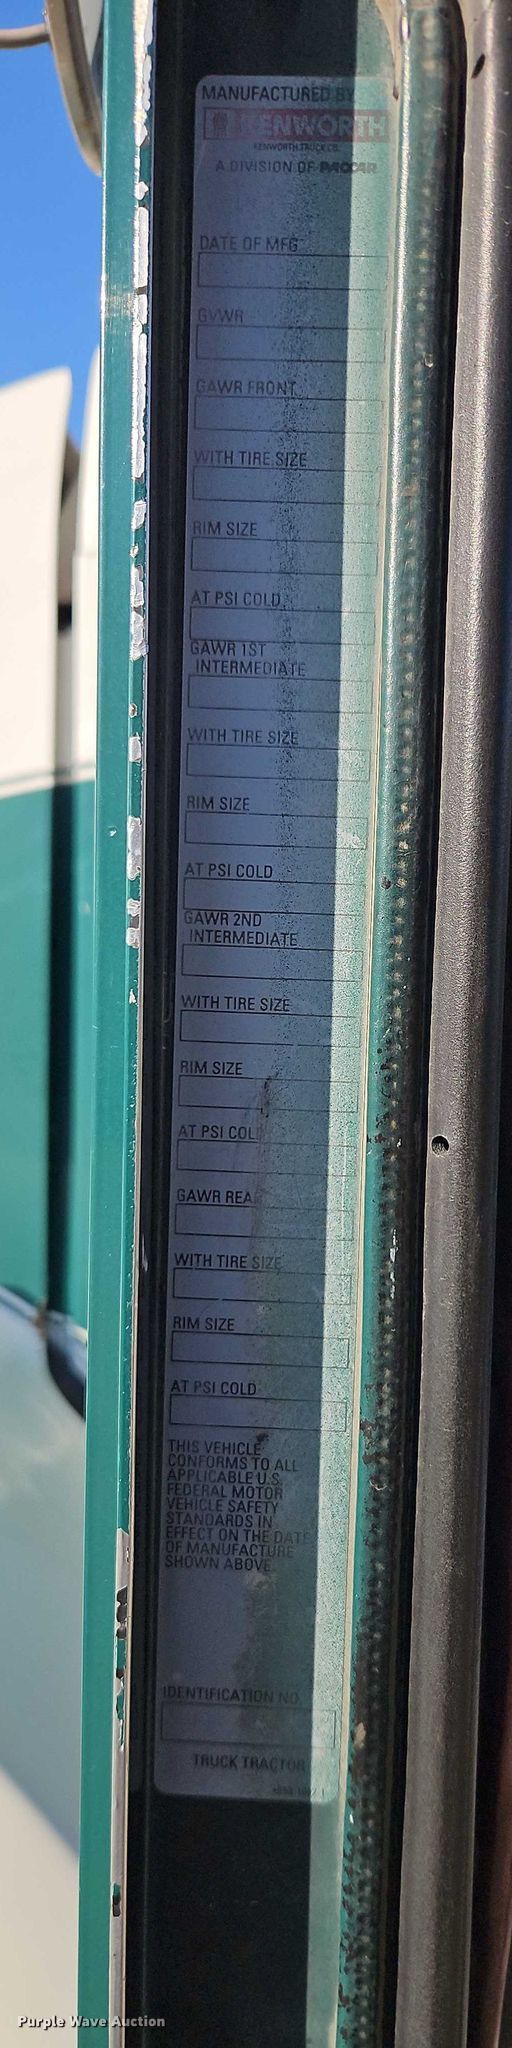 MANUFACTURED BY
KENWORTH
KENWORTH TRUCK CO.
A DIVISION OF PACCAR
DATE OF MFG
GVWR
GAWR FRONT
WITH TIRE SIZE
RIM SIZE
AT PSI COLD
GAWR 1ST
INTERMEDIATE
WITH TIRE SIZE
RIM SIZE
AT PSI COLD
GAWR 2ND
INTERMEDIATE
WITH TIRE SIZE
RIM SIZE
AT PSI COLD
GAWR REAR
WITH TIRE SIZE
RIM SIZE
AT PSI COLD
THIS VEHICLE
CONFORMS TO ALL
APPLICABLE U.S.
FEDERAL MOTOR
VEHICLE SAFETY
STANDARDS IN
EFFECT ON THE DATE
OF MANUFACTURE
SHOWN ABOVE.
IDENTIFICATION NO.
TRUCK TRACTOR
Purple Wave Auction